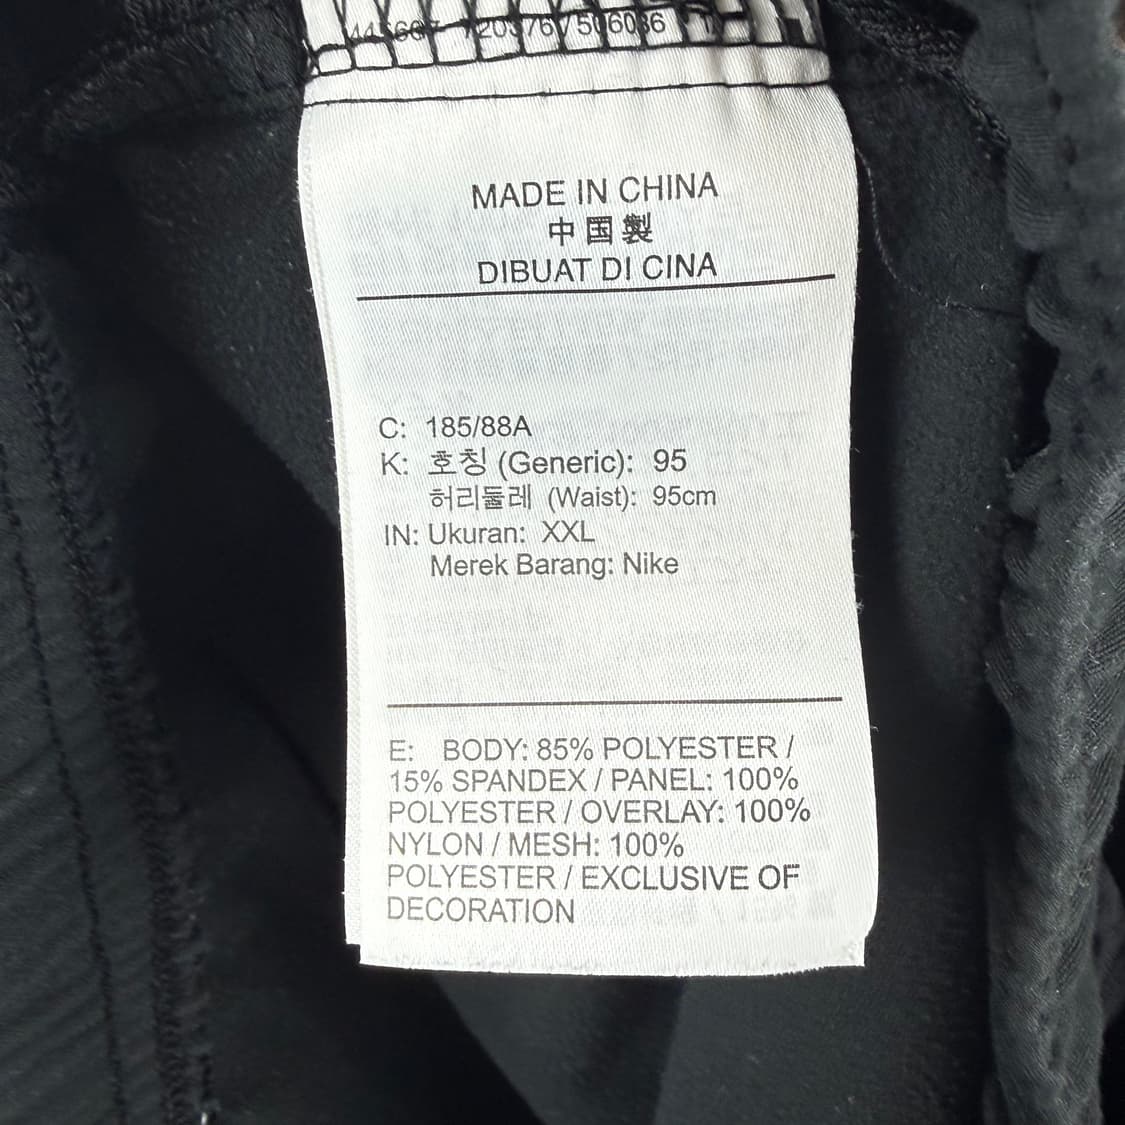 MADE IN CHINA
中国製
DIBUAT DI CINA
C: 185/88A
K: 호칭 (Generic): 95
허리둘레 (Waist): 95cm
IN: Ukuran: XXL
Merek Barang: Nike
E: BODY: 85% POLYESTER /
15% SPANDEX / PANEL: 100%
POLYESTER / OVERLAY: 100%
NYLON / MESH: 100%
POLYESTER / EXCLUSIVE OF
DECORATION